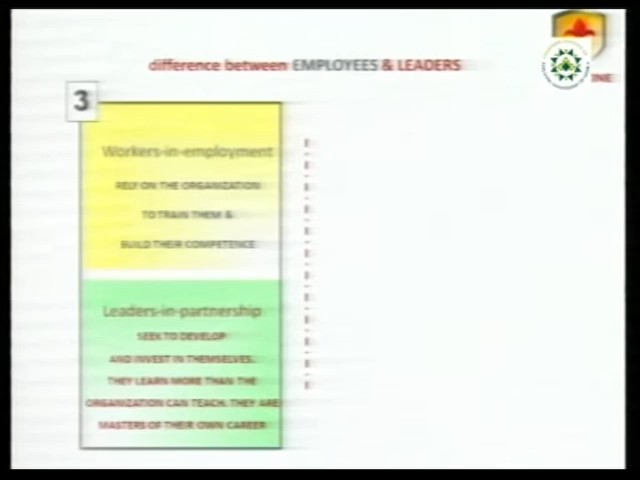 difference between EMPLOYEES & LEADERS
INE
3
Workers-in-employment
RELY ON THE ORGANIZATION
TO TRAIN THEM &
BUILD THEIR COMPETENCE
Leaders-in-partnership
SEEK TO DEVELOP
AND INVEST IN THEMSELVES.
THEY LEARN MORE THAN THE
ORGANIZATION CAN TEACH. THEY ARE
MASTERS OF THEIR OWN CAREER